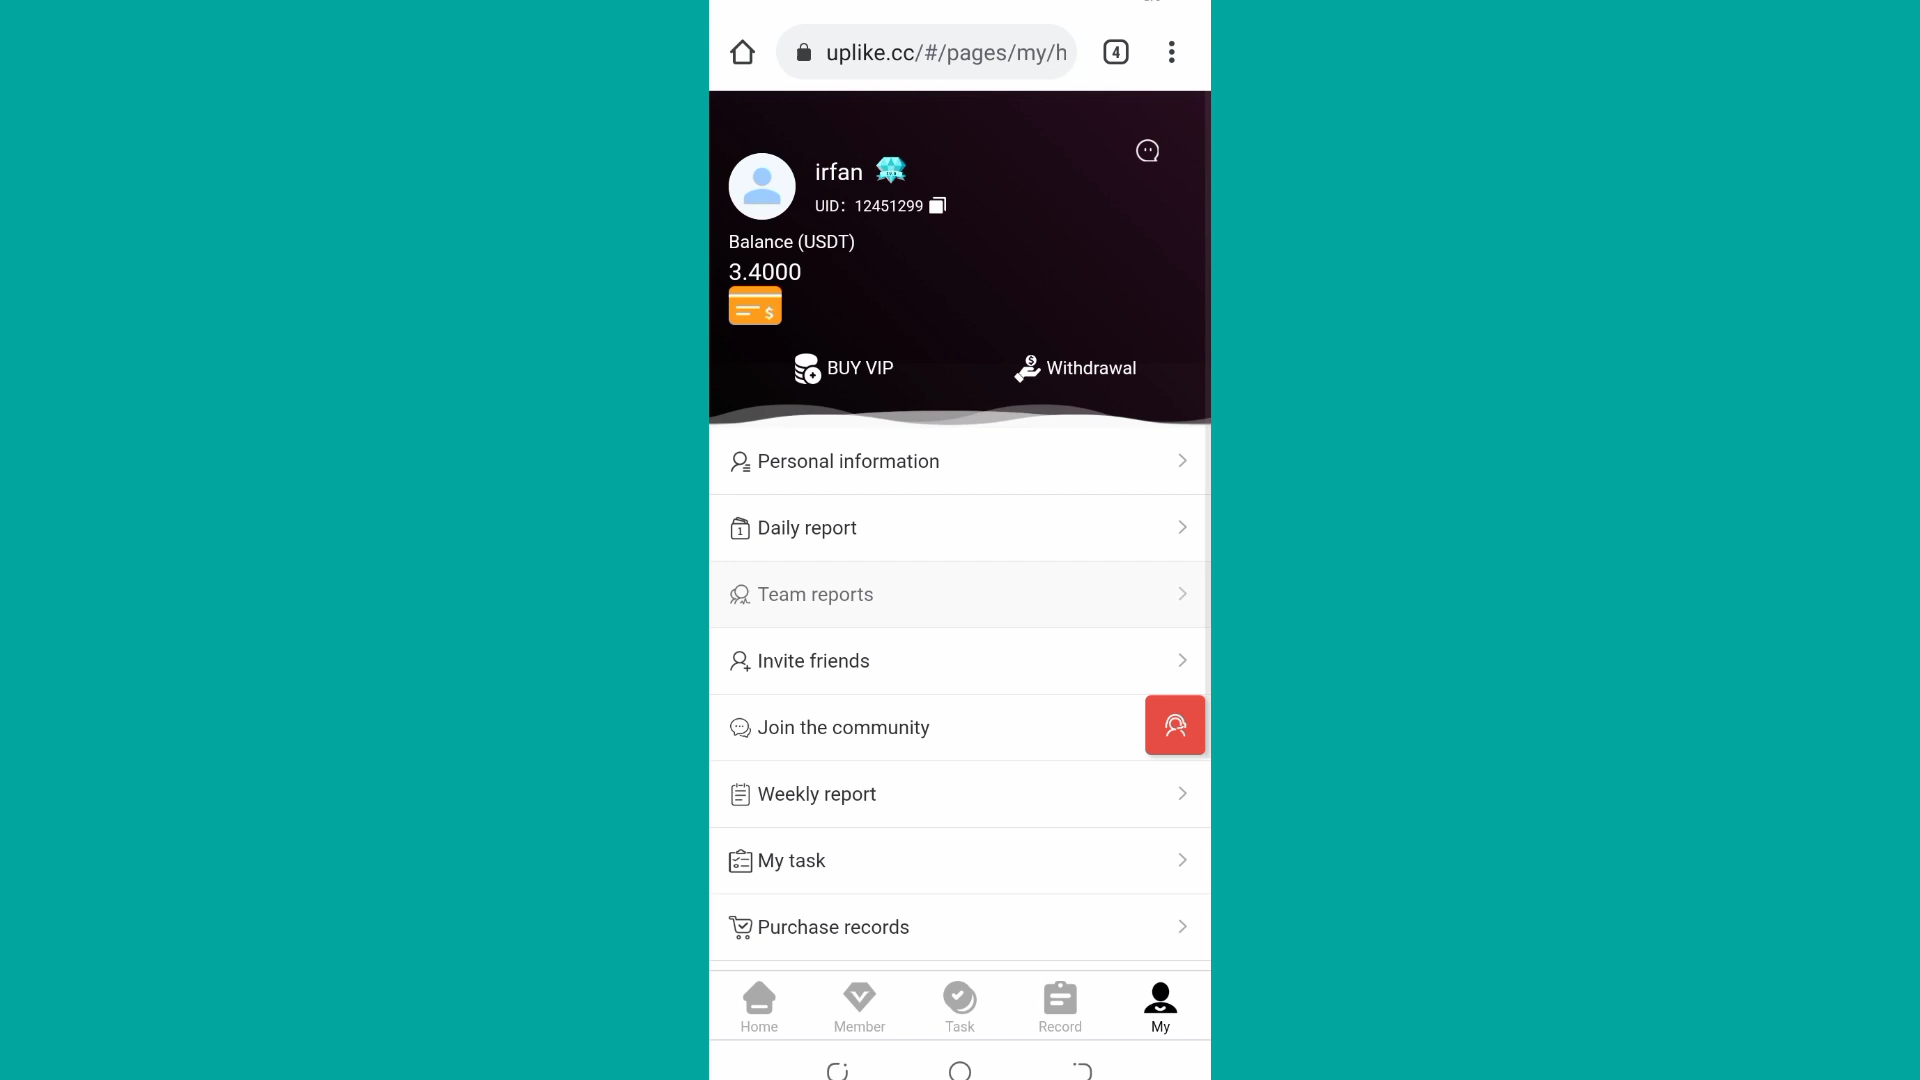 uplike.cc/#/pages/my/h
4
irfan
UID: 12451299
Balance (USDT)
3.4000
BUY VIP
Withdrawal
Personal information
Daily report
Team reports
Invite friends
Join the community
Weekly report
My task
Purchase records
Home
Member
Task
Record
My